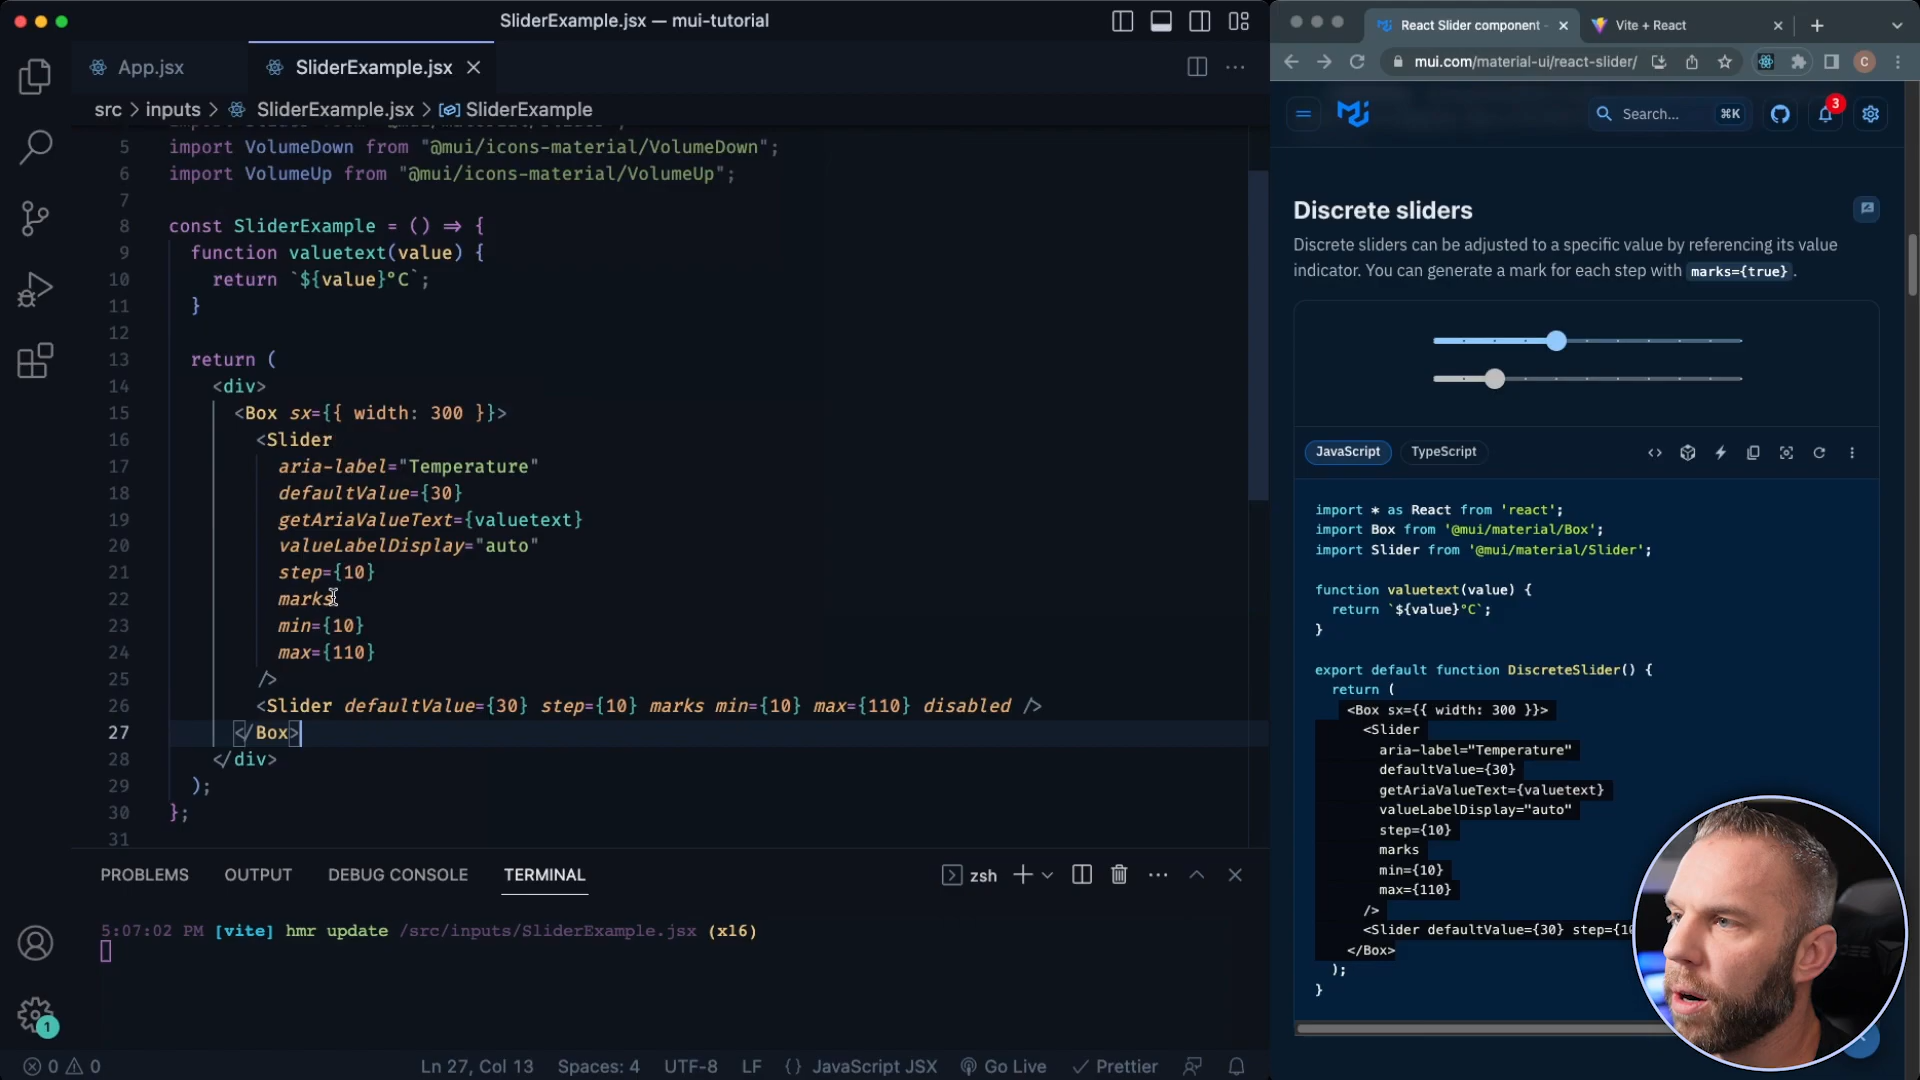 SliderExample.jsx — mui-tutorial
App.jsx
SliderExample.jsx
src > inputs > SliderExample.jsx > SliderExample
5 import VolumeDown from "@mui/icons-material/VolumeDown";
6 import VolumeUp from "@mui/icons-material/VolumeUp";
7
8 const SliderExample = () => {
9 function valuetext(value) {
10 return `${value}°C`;
11 }
12
13 return (
14 <div>
15 <Box sx={{ width: 300 }}>
16 <Slider
17 aria-label="Temperature"
18 defaultValue={30}
19 getAriaValueText={valuetext}
20 valueLabelDisplay="auto"
21 step={10}
22 marks
23 min={10}
24 max={110}
25 />
26 <Slider defaultValue={30} step={10} marks min={10} max={110} disabled />
27 </Box>
28 </div>
29 );
30 };
31
PROBLEMS OUTPUT DEBUG CONSOLE TERMINAL
zsh
5:07:02 PM [vite] hmr update /src/inputs/SliderExample.jsx (x16)
1
0 0
Ln 27, Col 13 Spaces: 4 UTF-8 LF {} JavaScript JSX Go Live Prettier
React Slider component -
Vite + React
mui.com/material-ui/react-slider/
C
Search... ⌘K
3
Discrete sliders
Discrete sliders can be adjusted to a specific value by referencing its value
indicator. You can generate a mark for each step with marks={true}.
JavaScript TypeScript
import * as React from 'react';
import Box from '@mui/material/Box';
import Slider from '@mui/material/Slider';
function valuetext(value) {
return `${value}°C`;
}
export default function DiscreteSlider() {
return (
<Box sx={{ width: 300 }}>
<Slider
aria-label="Temperature"
defaultValue={30}
getAriaValueText={valuetext}
valueLabelDisplay="auto"
step={10}
marks
min={10}
max={110}
/>
<Slider defaultValue={30} step={10
</Box>
);
}